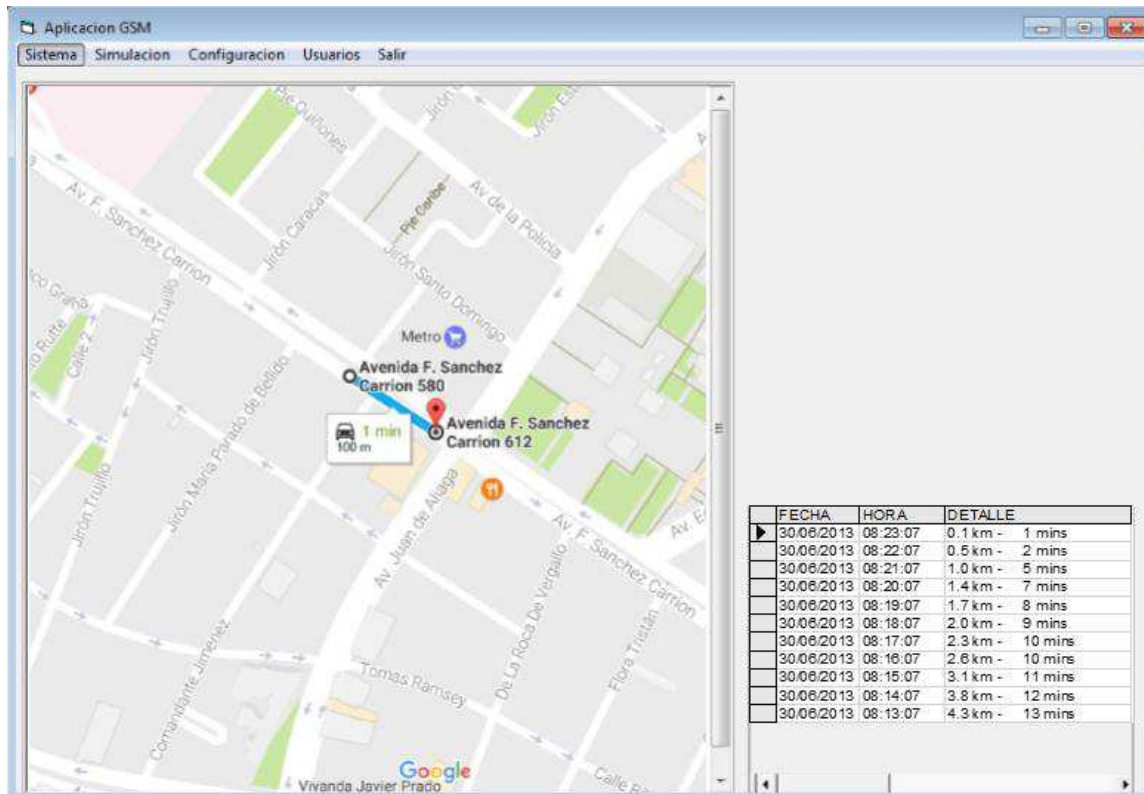 Aplicacion GSM
Sistema Simulacion Configuracion Usuarios Salir
Pje Quiñones
Jirón
Jirón
Av. F. Sanchez Carrion
Jirón Caracas
Pje Caribe
Av de la Policia
Jirón Santo Domingo
Calle 2
Jirón Trujillo
Metro
Avenida F. Sanchez
Carrion 580
1 min
100 m
Avenida F. Sanchez
Carrion 612
Jirón María Parado de Bellido
Jirón Trujillo
Av. Juan de Aliaga
Av. F. Sanchez Carrion
De La Roca De Vergallo
Flora Tristán
Comandante Jimenez
Tomas Ramsey
Google
Vivanda Javier Prado
Calle
FECHA HORA DETALLE
30/06/2013 08:23:07 0.1 km - 1 mins
30/06/2013 08:22:07 0.5 km - 2 mins
30/06/2013 08:21:07 1.0 km - 5 mins
30/06/2013 08:20:07 1.4 km - 7 mins
30/06/2013 08:19:07 1.7 km - 8 mins
30/06/2013 08:18:07 2.0 km - 9 mins
30/06/2013 08:17:07 2.3 km - 10 mins
30/06/2013 08:16:07 2.6 km - 10 mins
30/06/2013 08:15:07 3.1 km - 11 mins
30/06/2013 08:14:07 3.8 km - 12 mins
30/06/2013 08:13:07 4.3 km - 13 mins